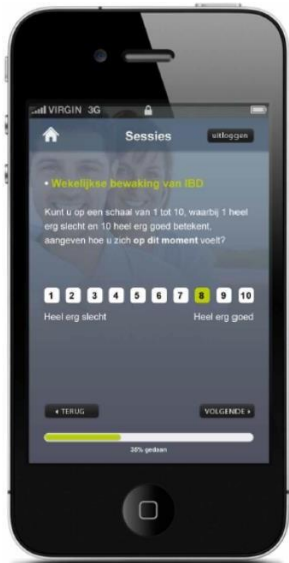 VIRGIN 3G
Sessies
uitloggen
• Wekelijkse bewaking van IBD
Kunt u op een schaal van 1 tot 10, waarbij 1 heel
erg slecht en 10 heel erg goed betekent,
aangeven hoe u zich op dit moment voelt?
1 2 3 4 5 6 7 8 9 10
Heel erg slecht Heel erg goed
TERUG VOLGENDE
36% gedaan